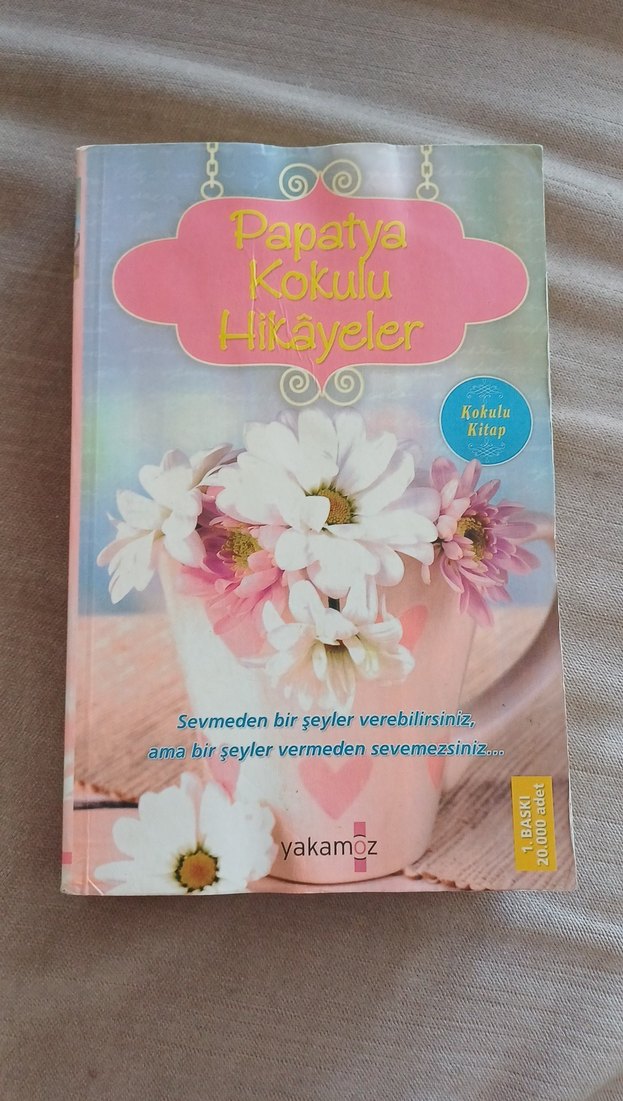 Papatya
Kokulu
Hikâyeler
Kokulu
Kitap
Sevmeden bir şeyler verebilirsiniz,
ama bir şeyler vermeden sevemezsiniz...
1. BASKI
20.000 adet
yakamoz